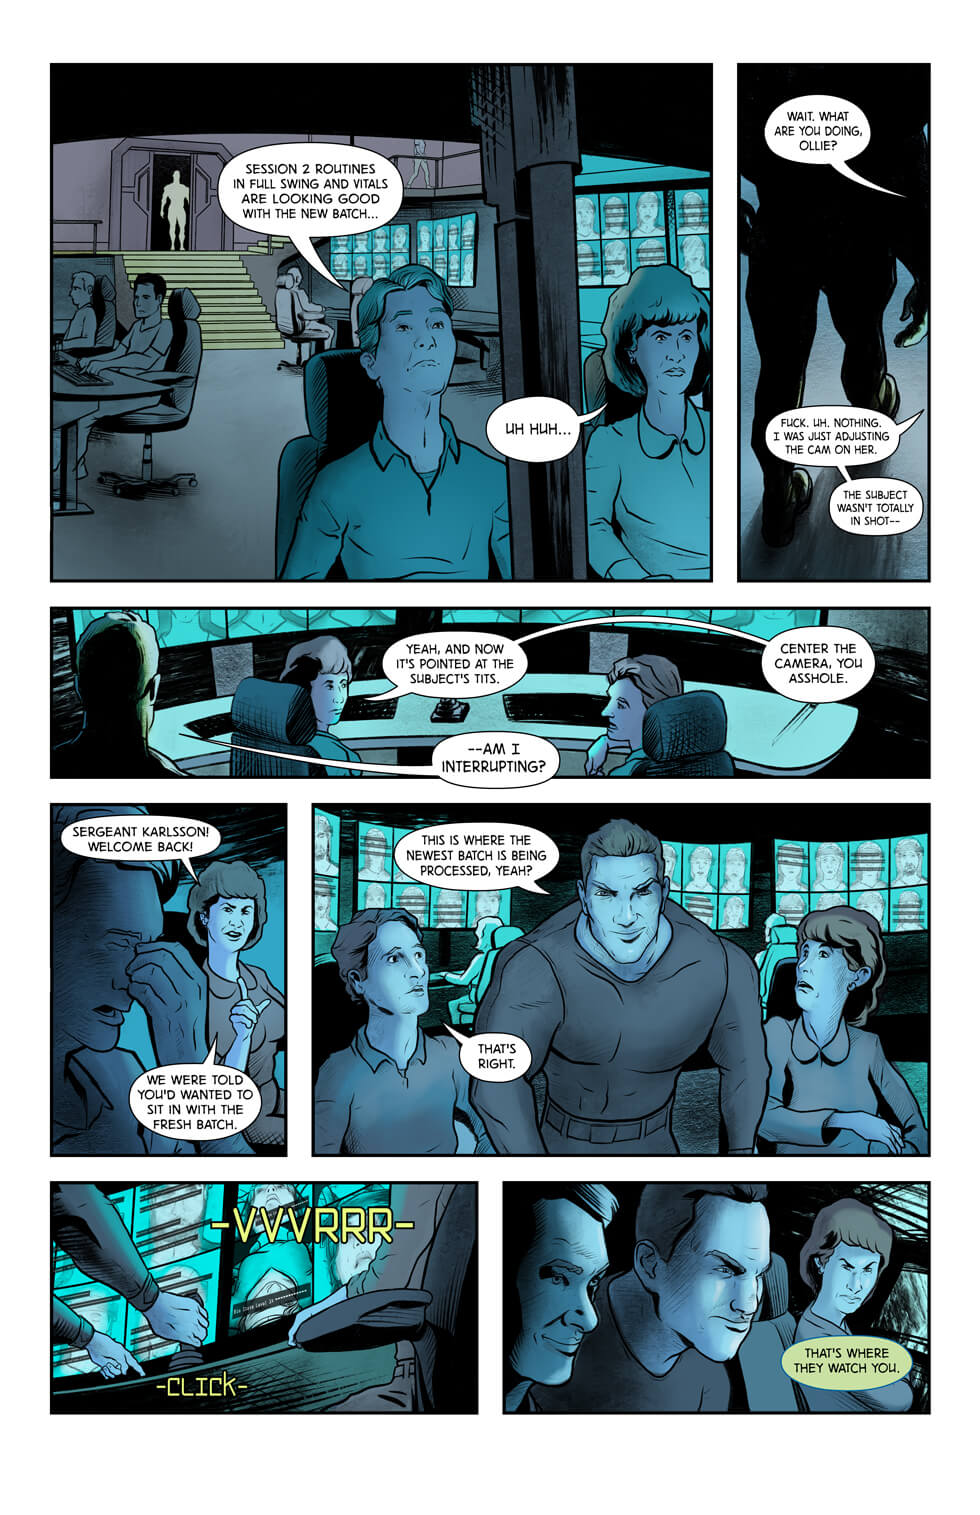 SESSION 2 ROUTINES
IN FULL SWING AND VITALS
ARE LOOKING GOOD
WITH THE NEW BATCH...
UH HUH...
WAIT. WHAT
ARE YOU DOING,
OLLIE?
FUCK. UH. NOTHING.
I WAS JUST ADJUSTING
THE CAM ON HER.
THE SUBJECT
WASN'T TOTALLY
IN SHOT--
YEAH, AND NOW
IT'S POINTED AT THE
SUBJECT'S TITS.
CENTER THE
CAMERA, YOU
ASSHOLE.
--AM I
INTERRUPTING?
SERGEANT KARLSSON!
WELCOME BACK!
WE WERE TOLD
YOU'D WANTED TO
SIT IN WITH THE
FRESH BATCH.
THIS IS WHERE THE
NEWEST BATCH IS BEING
PROCESSED, YEAH?
THAT'S
RIGHT.
-VVVRRR-
-CLICK-
THAT'S WHERE
THEY WATCH YOU.